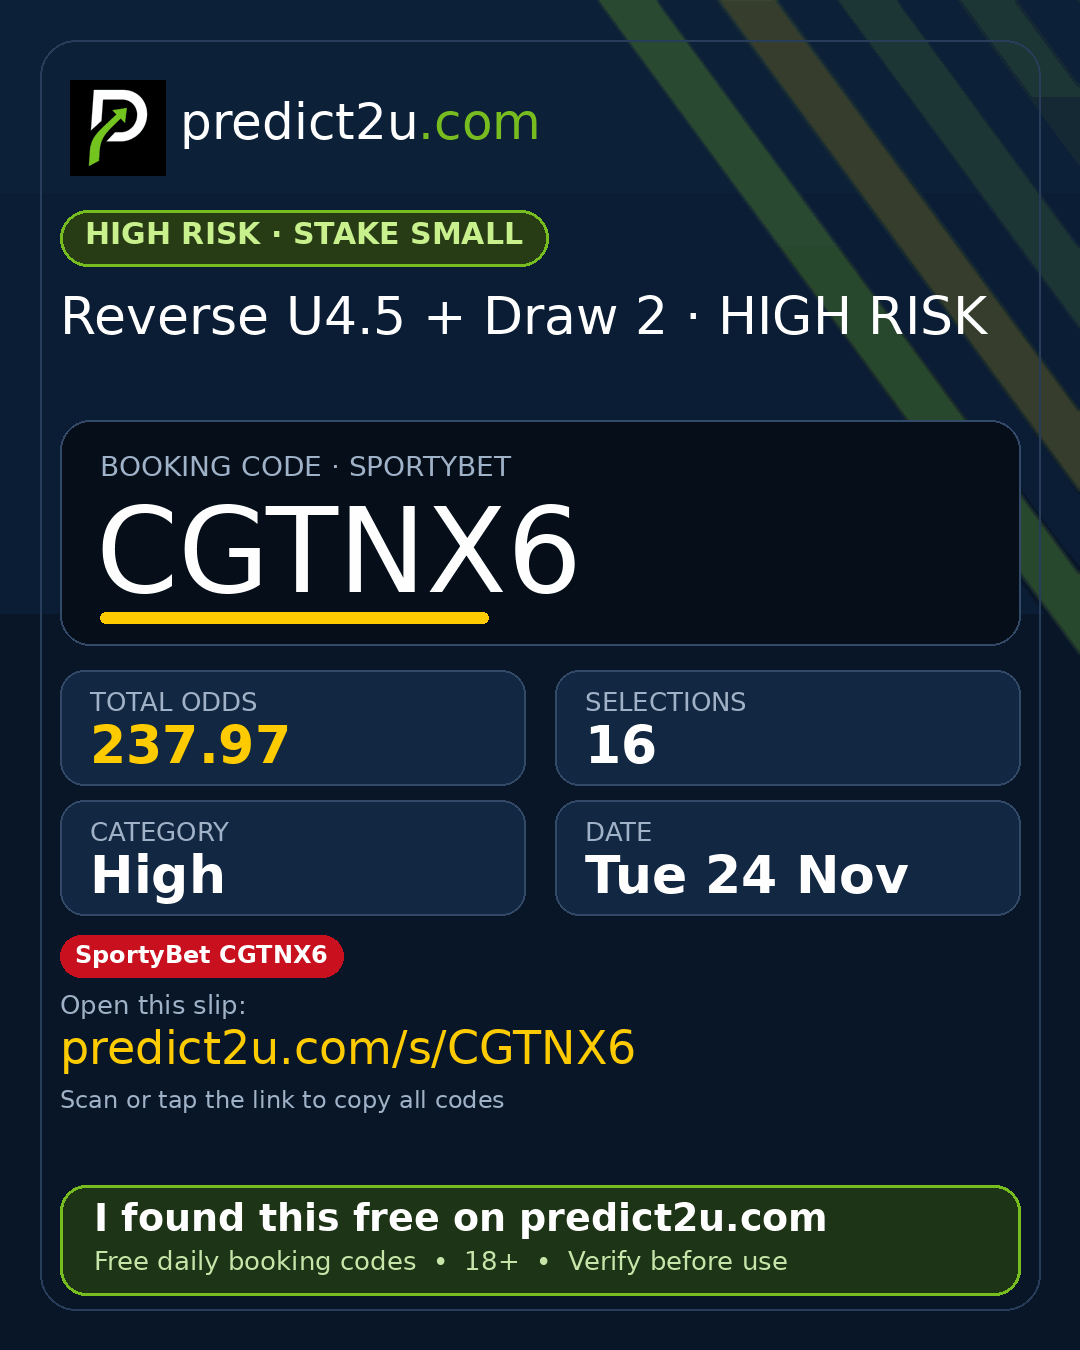 predict2u.com
HIGH RISK · STAKE SMALL
Reverse U4.5 + Draw 2 · HIGH RISK
BOOKING CODE · SPORTYBET
CGTNX6
TOTAL ODDS
237.97
SELECTIONS
16
CATEGORY
High
DATE
Tue 24 Nov
SportyBet CGTNX6
Open this slip:
predict2u.com/s/CGTNX6
Scan or tap the link to copy all codes
I found this free on predict2u.com
Free daily booking codes • 18+ • Verify before use